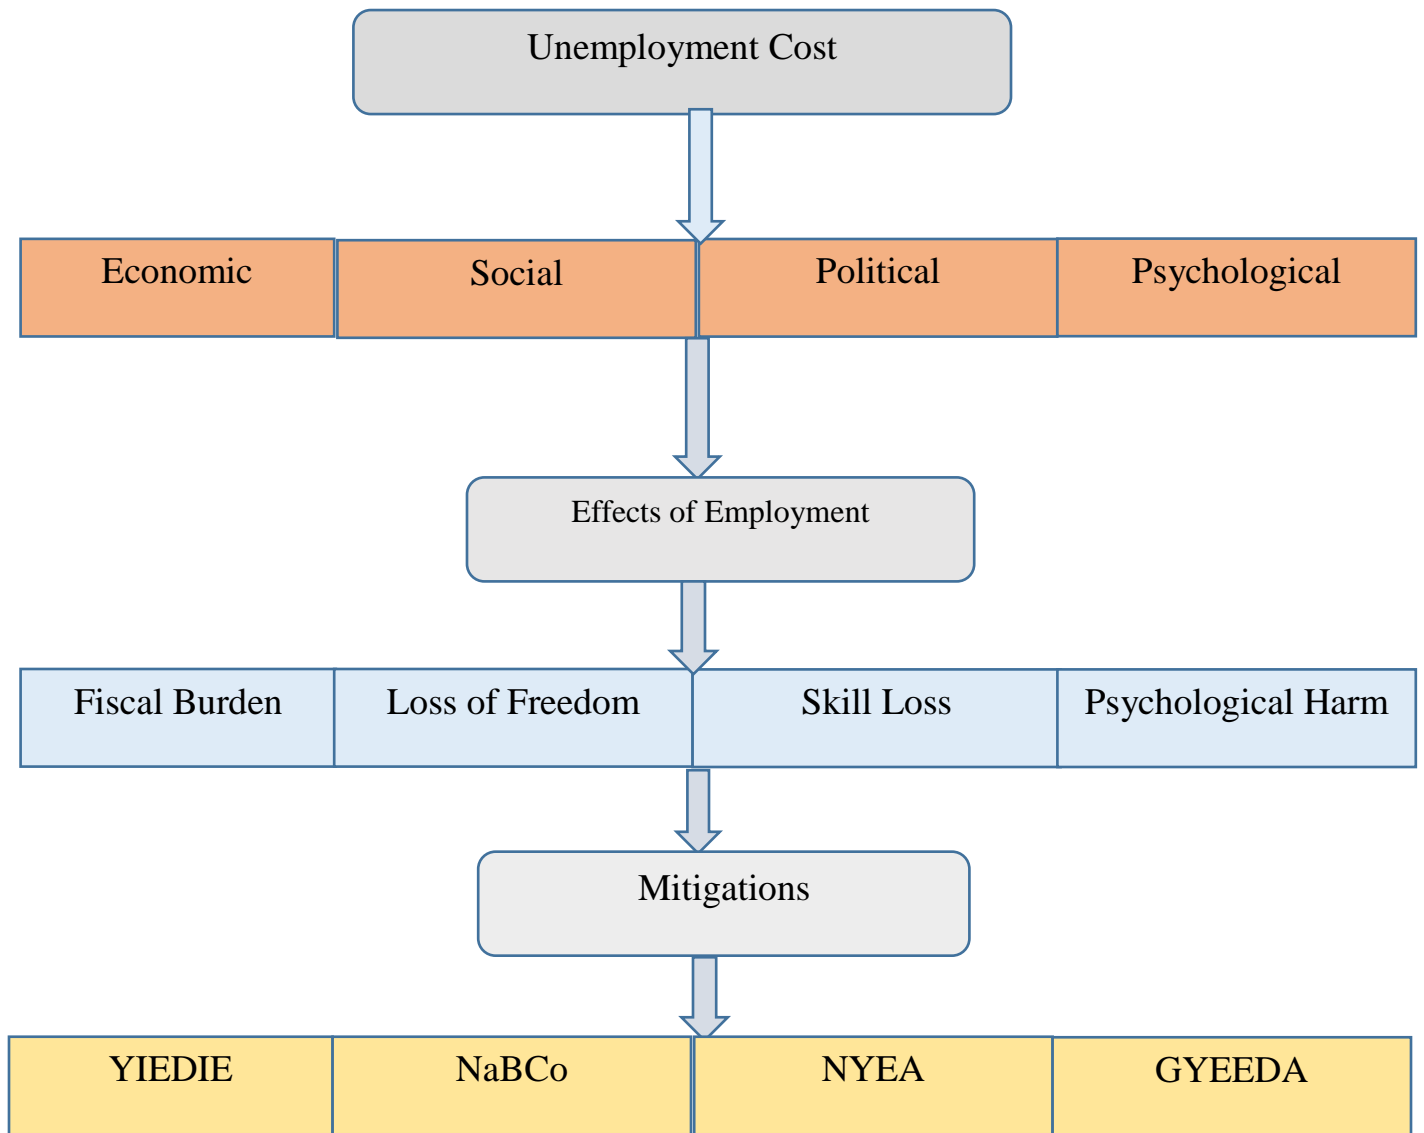 Unemployment Cost
Economic
Social
Political
Psychological
Effects of Employment
Fiscal Burden
Loss of Freedom
Skill Loss
Psychological Harm
Mitigations
YIEDIE
NaBCo
NYEA
GYEEDA